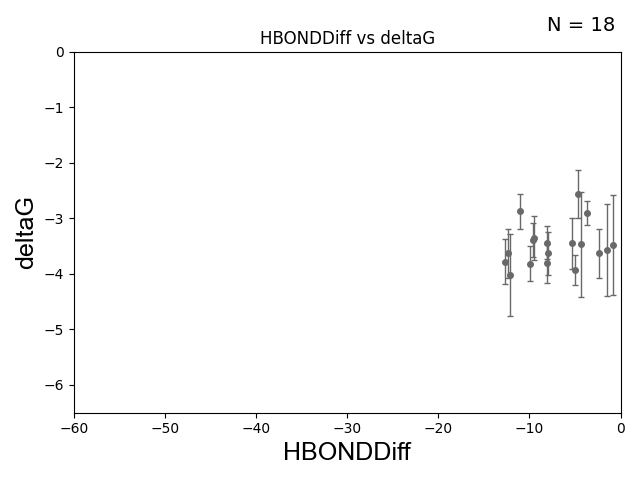 N = 18
HBONDDiff vs deltaG
0
−1
−2
−3
−4
−5
−6
deltaG
−60 −50 −40 −30 −20 −10 0
HBONDDiff